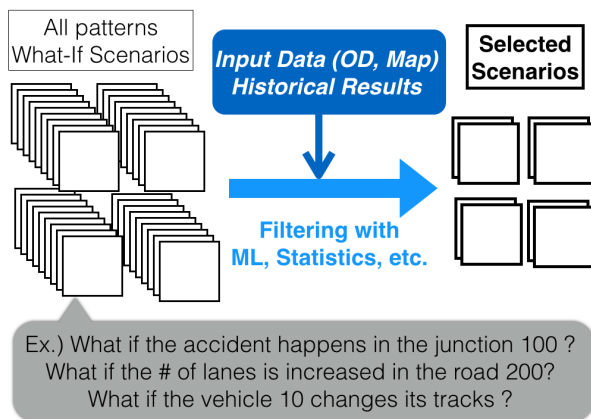 All patterns
What-If Scenarios
Input Data (OD, Map)
Historical Results
Selected
Scenarios
Filtering with
ML, Statistics, etc.
Ex.) What if the accident happens in the junction 100 ?
What if the # of lanes is increased in the road 200?
What if the vehicle 10 changes its tracks ?